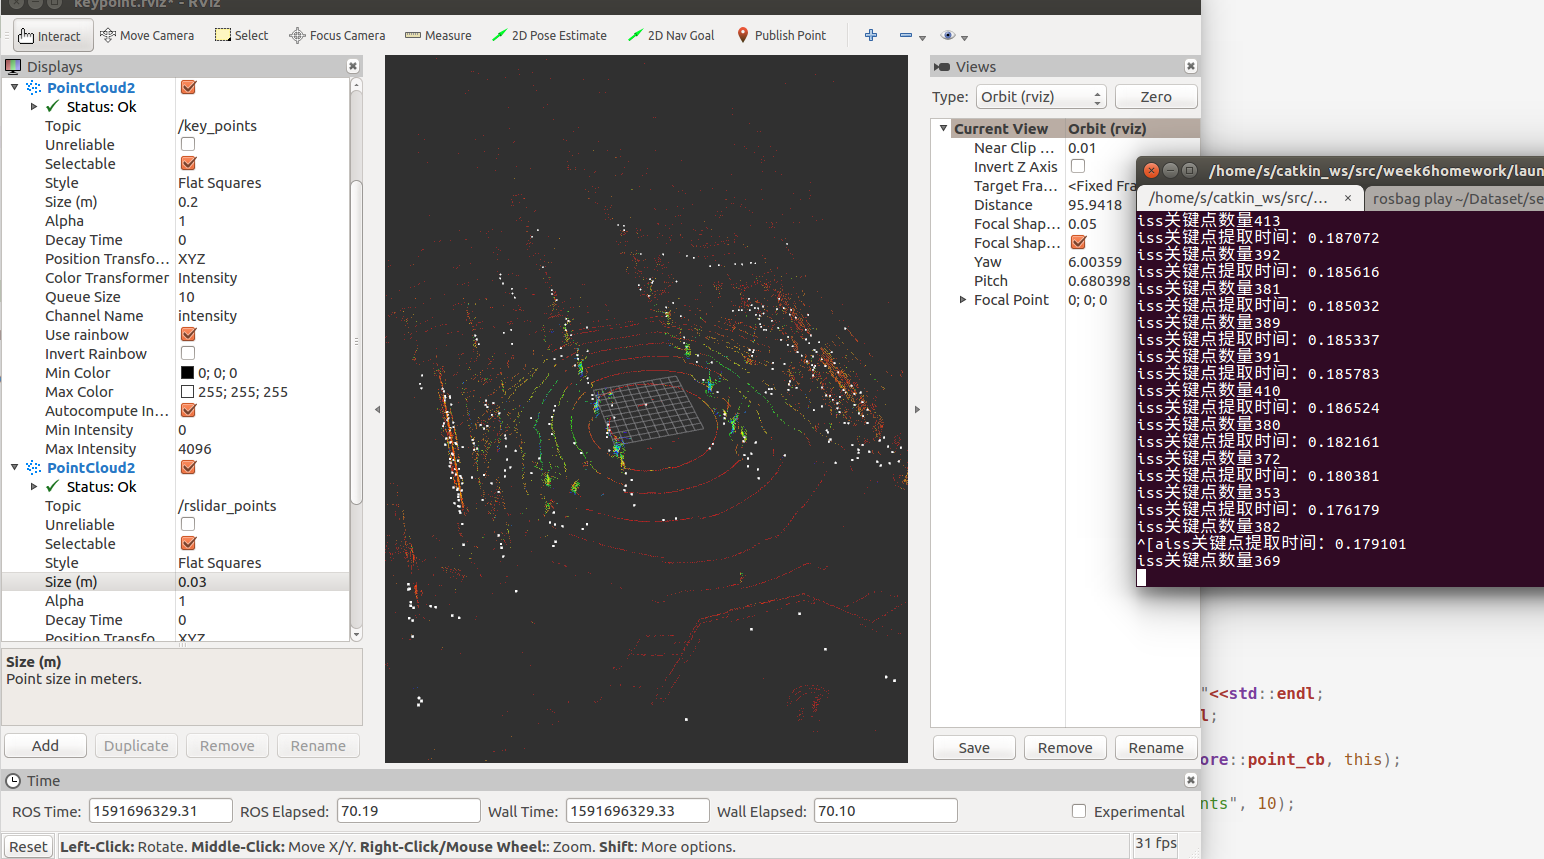 keypoint.rviz* - RViz
Interact
Move Camera
Select
Focus Camera
Measure
2D Pose Estimate
2D Nav Goal
Publish Point
Displays
PointCloud2
Status: Ok
Topic /key_points
Unreliable
Selectable
Style Flat Squares
Size (m) 0.2
Alpha 1
Decay Time 0
Position Transfo... XYZ
Color Transformer Intensity
Queue Size 10
Channel Name intensity
Use rainbow
Invert Rainbow
Min Color 0; 0; 0
Max Color 255; 255; 255
Autocompute In...
Min Intensity 0
Max Intensity 4096
PointCloud2
Status: Ok
Topic /rslidar_points
Unreliable
Selectable
Style Flat Squares
Size (m) 0.03
Alpha 1
Decay Time 0
Position Transfo... XYZ
Size (m)
Point size in meters.
Add
Duplicate
Remove
Rename
Views
Type: Orbit (rviz)
Zero
Current View Orbit (rviz)
Near Clip ... 0.01
Invert Z Axis
Target Fra... <Fixed Fra
Distance 95.9418
Focal Shap... 0.05
Focal Shap...
Yaw 6.00359
Pitch 0.680398
Focal Point 0; 0; 0
Save
Remove
Rename
/home/s/catkin_ws/src/week6homework/laun
/home/s/catkin_ws/src/... ×
rosbag play ~/Dataset/se
iss关键点数量413
iss关键点提取时间: 0.187072
iss关键点数量392
iss关键点提取时间: 0.185616
iss关键点数量381
iss关键点提取时间: 0.185032
iss关键点数量389
iss关键点提取时间: 0.185337
iss关键点数量391
iss关键点提取时间: 0.185783
iss关键点数量410
iss关键点提取时间: 0.186524
iss关键点数量380
iss关键点提取时间: 0.182161
iss关键点数量372
iss关键点提取时间: 0.180381
iss关键点数量353
iss关键点提取时间: 0.176179
iss关键点数量382
^[aiss关键点提取时间: 0.179101
iss关键点数量369
"<<std::endl;
l;
ore::point_cb, this);
nts", 10);
Time
ROS Time: 1591696329.31 ROS Elapsed: 70.19 Wall Time: 1591696329.33 Wall Elapsed: 70.10 Experimental
Reset
Left-Click: Rotate. Middle-Click: Move X/Y. Right-Click/Mouse Wheel:: Zoom. Shift: More options.
31 fps